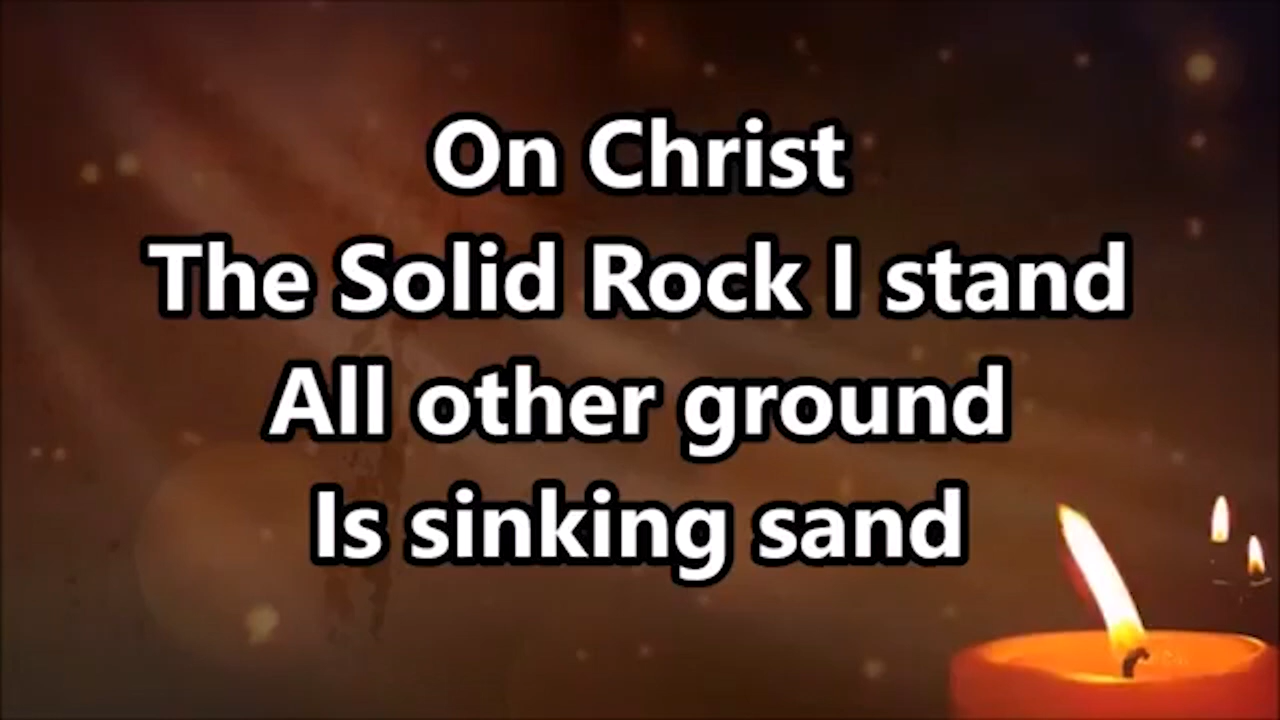 On Christ
The Solid Rock I stand
All other ground
Is sinking sand